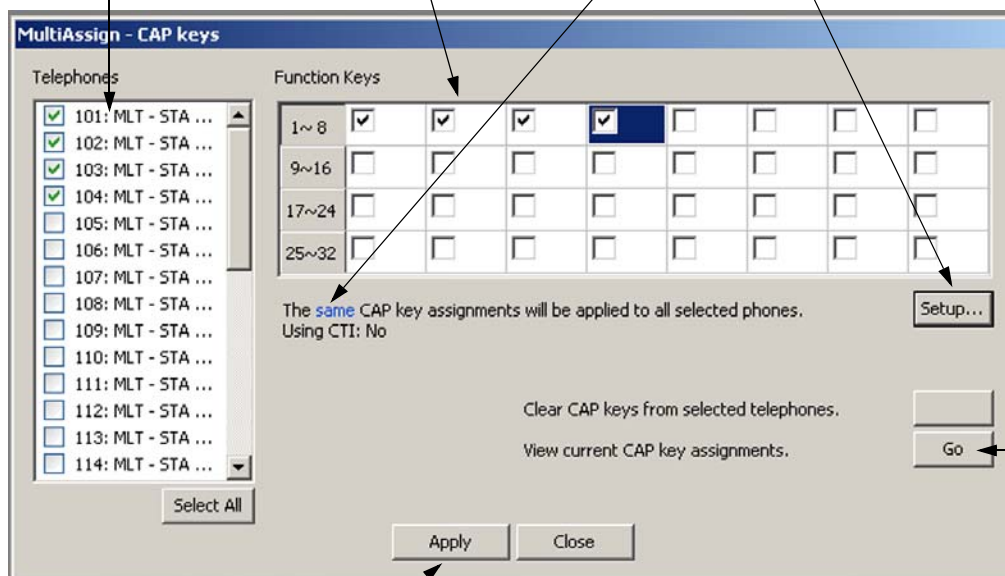 MultiAssign - CAP keys
Telephones
Function Keys
101: MLT - STA ...
102: MLT - STA ...
103: MLT - STA ...
104: MLT - STA ...
105: MLT - STA ...
106: MLT - STA ...
107: MLT - STA ...
108: MLT - STA ...
109: MLT - STA ...
110: MLT - STA ...
111: MLT - STA ...
112: MLT - STA ...
113: MLT - STA ...
114: MLT - STA ...
Select All
1~ 8
9~16
17~24
25~32
The same CAP key assignments will be applied to all selected phones.
Using CTI: No
Setup...
Clear CAP keys from selected telephones.
View current CAP key assignments.
Go
Apply
Close